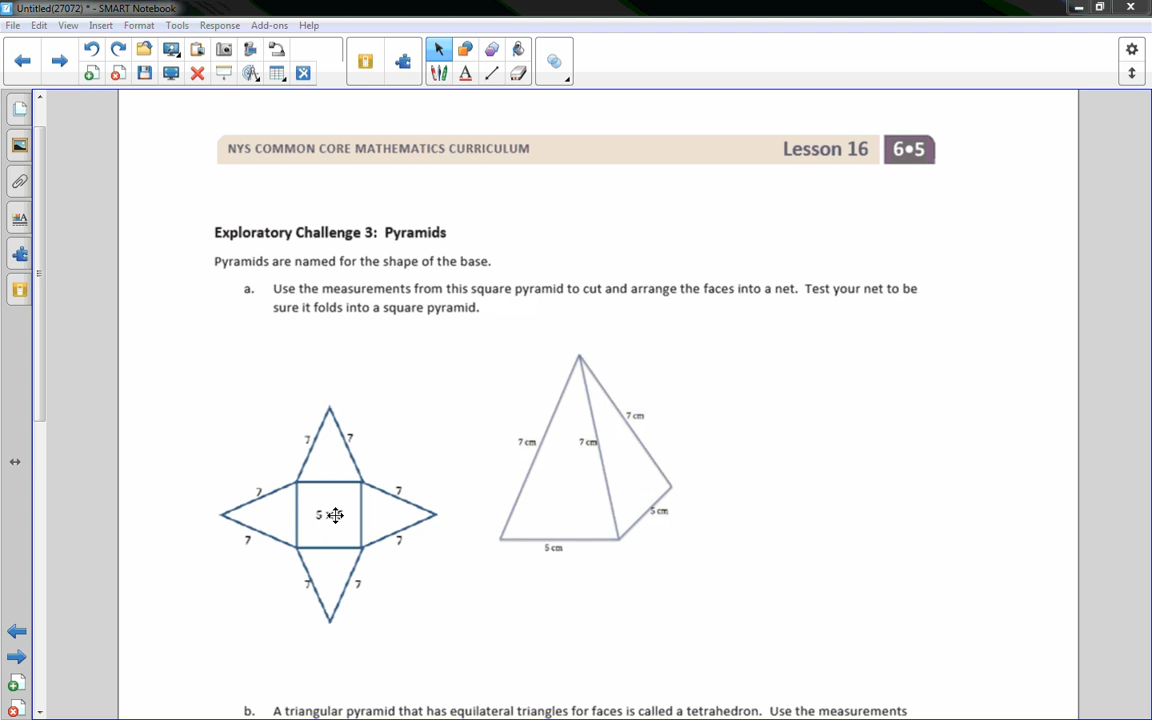 Untitled(27072) * - SMART Notebook
File Edit View Insert Format Tools Response Add-ons Help
NYS COMMON CORE MATHEMATICS CURRICULUM Lesson 16 6•5
Exploratory Challenge 3: Pyramids
Pyramids are named for the shape of the base.
a. Use the measurements from this square pyramid to cut and arrange the faces into a net. Test your net to be
sure it folds into a square pyramid.
7 cm
7 7 7 cm 7 cm
7 7
5 5 cm
7 7 5 cm
7 7
b. A triangular pyramid that has equilateral triangles for faces is called a tetrahedron. Use the measurements